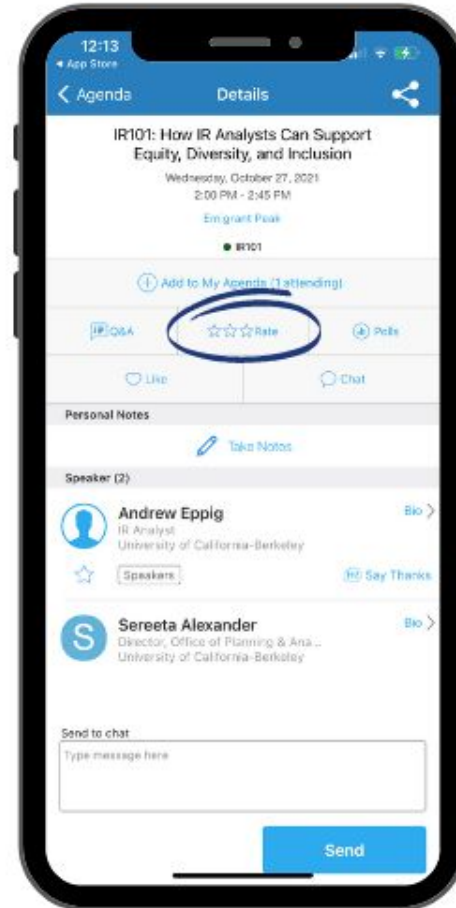 12:13
App Store
Agenda
Details
IR101: How IR Analysts Can Support
Equity, Diversity, and Inclusion
Wednesday, October 27, 2021
2:00 PM - 2:45 PM
Emigrant Peak
IR101
Add to My Agenda (1 attending)
Q&A
Rate
Polls
Like
Chat
Personal Notes
Take Notes
Speaker (2)
Andrew Eppig
Bio
IR Analyst
University of California-Berkeley
Speakers
Say Thanks
S
Sereeta Alexander
Bio
Director, Office of Planning & Ana...
University of California-Berkeley
Send to chat
Type message here
Send